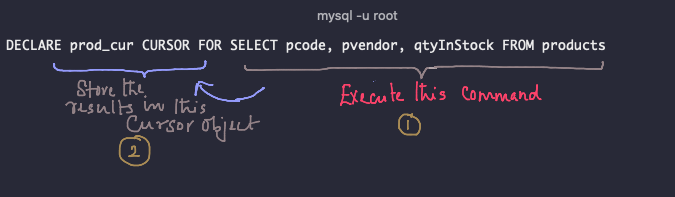 mysql -u root
DECLARE prod_cur CURSOR FOR SELECT pcode, pvendor, qtyInStock FROM products
Store the
results in this
Cursor object
2
Execute this command
1